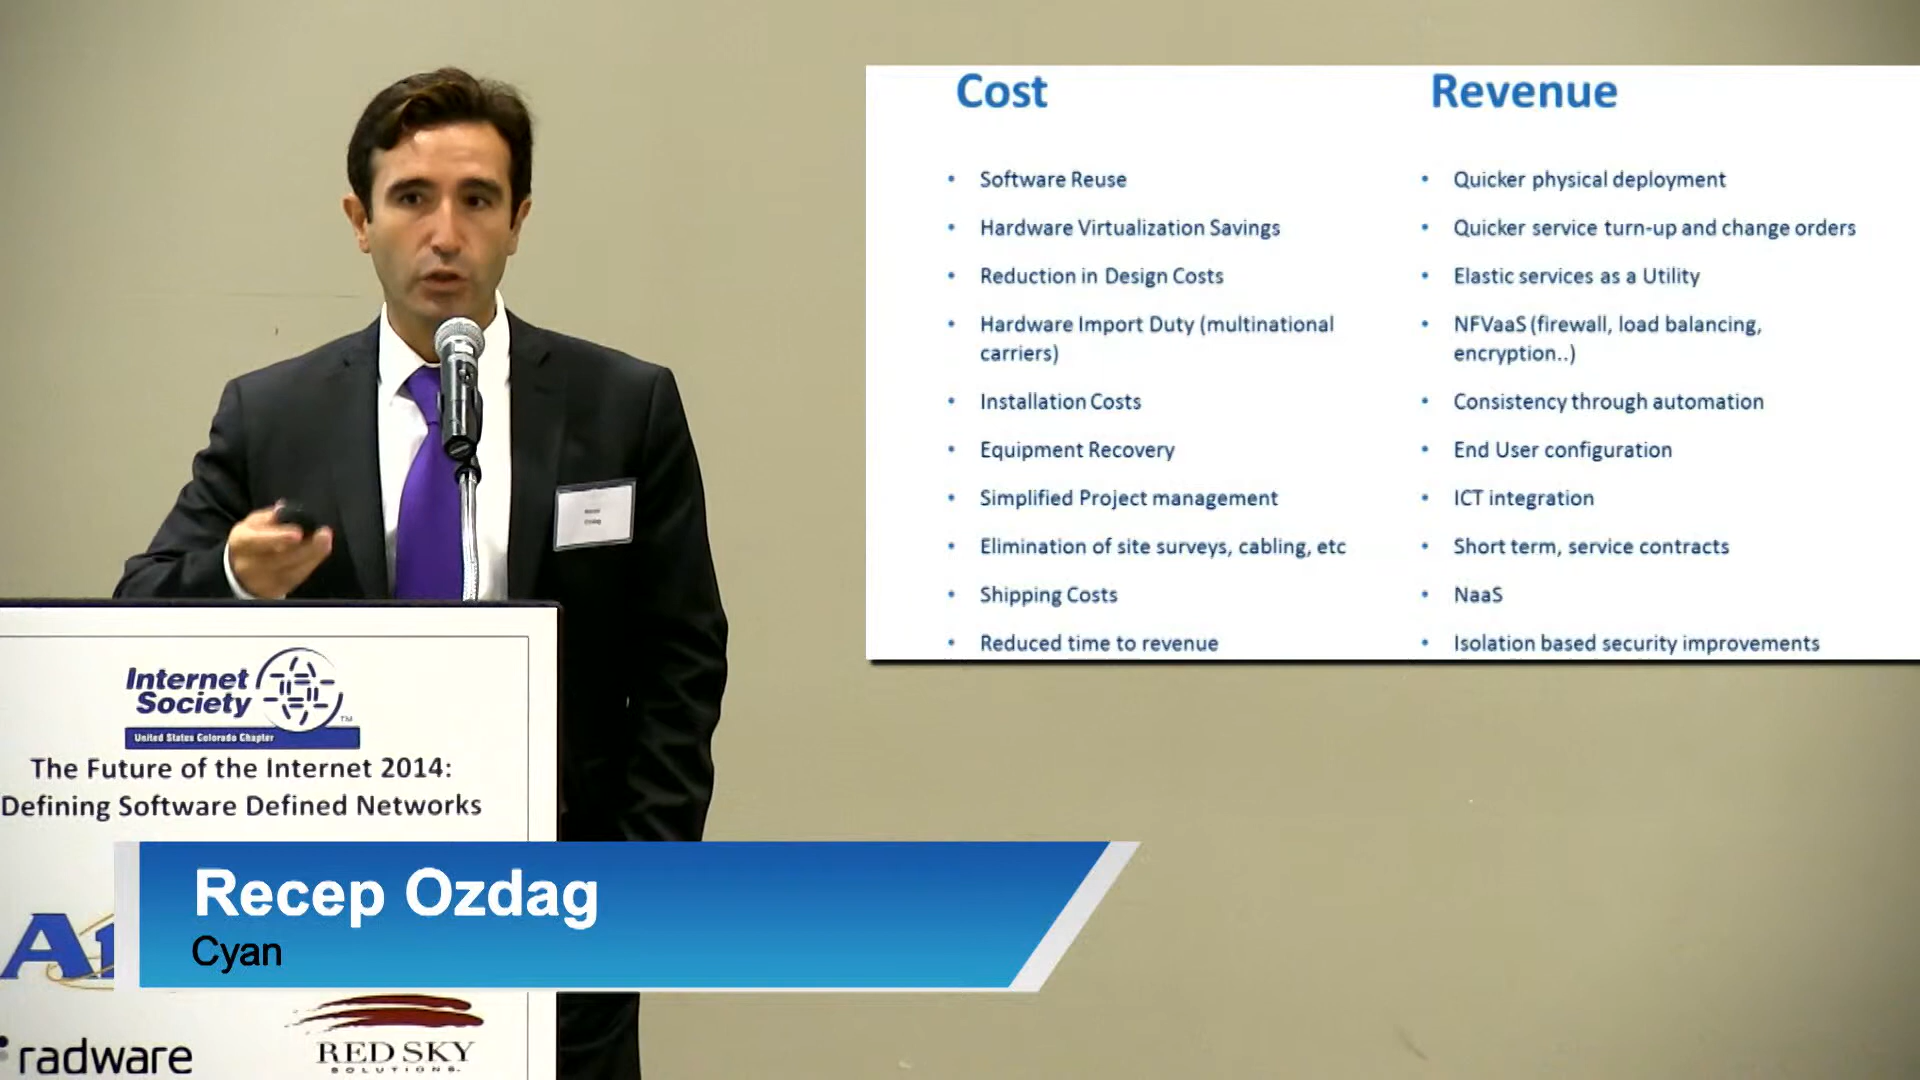 Cost
Software Reuse
Hardware Virtualization Savings
Reduction in Design Costs
Hardware Import Duty (multinational
carriers)
Installation Costs
Equipment Recovery
Simplified Project management
Elimination of site surveys, cabling, etc
Shipping Costs
Reduced time to revenue
Revenue
Quicker physical deployment
Quicker service turn-up and change orders
Elastic services as a Utility
NFVaaS (firewall, load balancing,
encryption..)
Consistency through automation
End User configuration
ICT integration
Short term, service contracts
NaaS
Isolation based security improvements
Recep
Ozdag
Internet
Society
TM
United States Colorado Chapter
The Future of the Internet 2014:
Defining Software Defined Networks
Recep Ozdag
Cyan
radware
RED SKY
SOLUTIONS